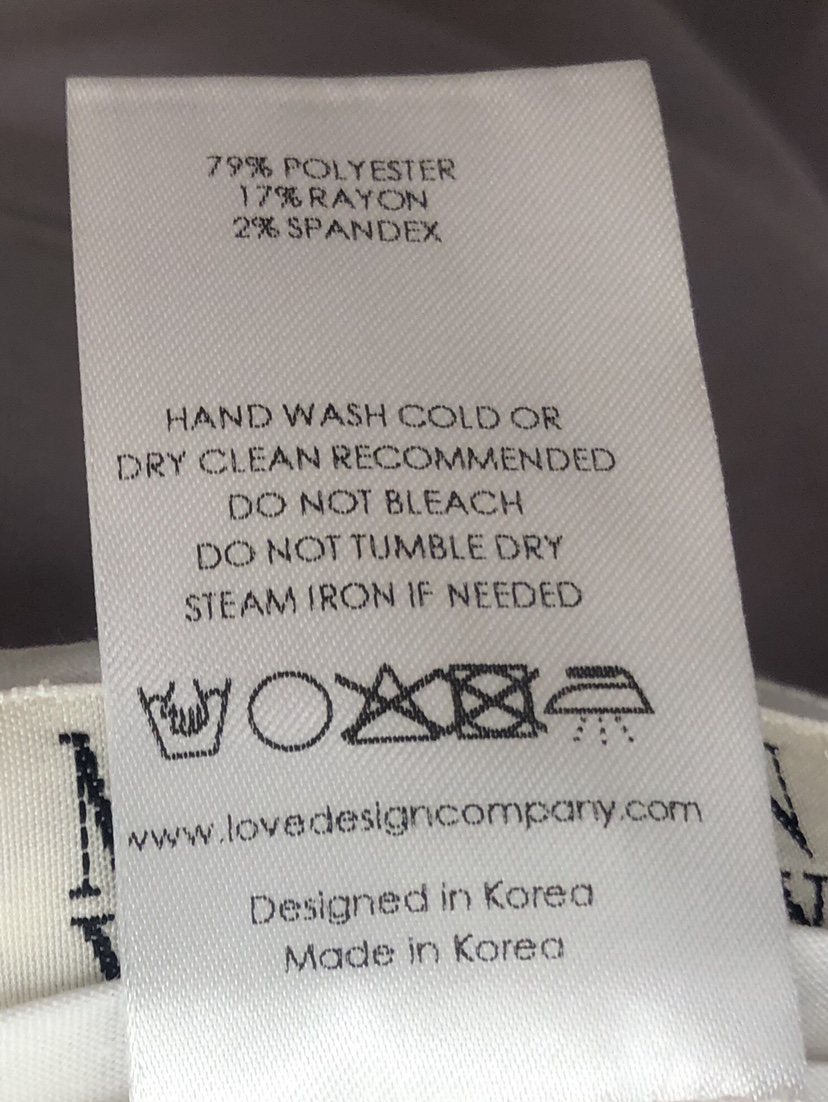 79% POLYESTER
17% RAYON
2% SPANDEX
HAND WASH COLD OR
DRY CLEAN RECOMMENDED
DO NOT BLEACH
DO NOT TUMBLE DRY
STEAM IRON IF NEEDED
www.lovedesigncompany.com
Designed in Korea
Made in Korea